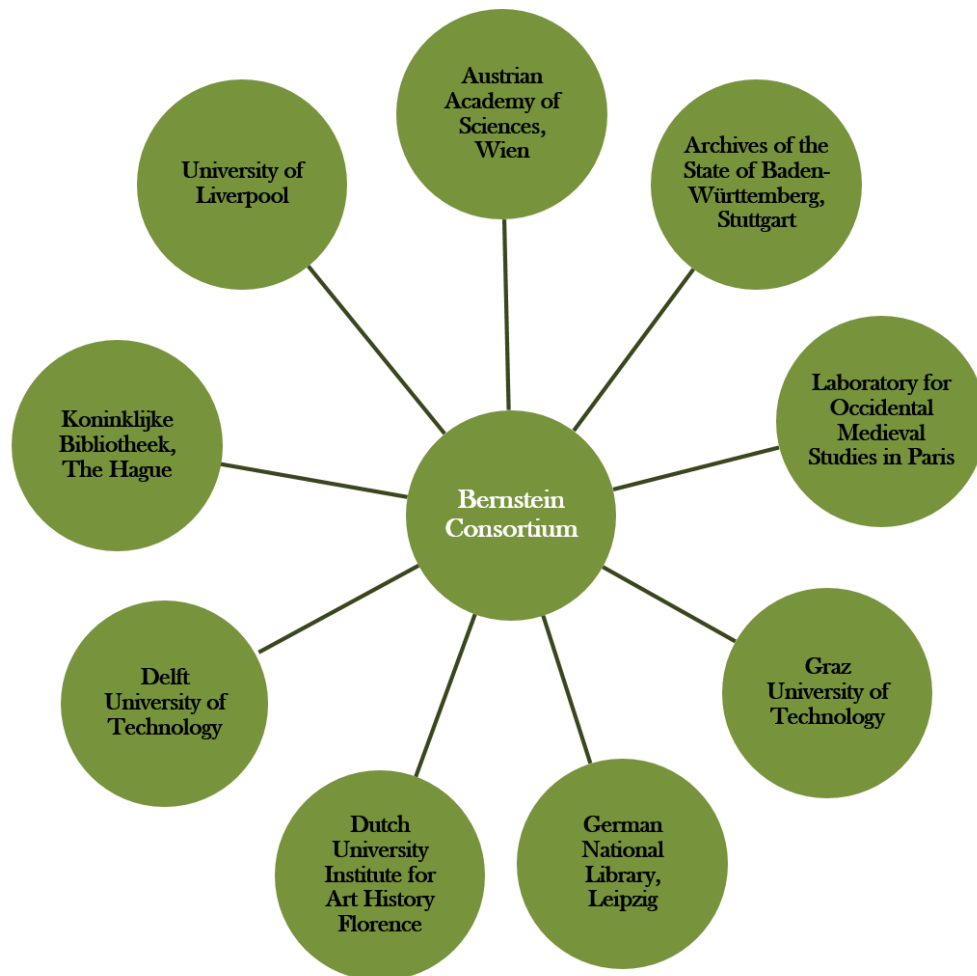 Austrian
Academy of
Sciences,
Wien
Archives of the
State of Baden-
Württemberg,
Stuttgart
Laboratory for
Occidental
Medieval
Studies in Paris
Graz
University of
Technology
German
National
Library,
Leipzig
Dutch
University
Institute for
Art History
Florence
Delft
University of
Technology
Koninklijke
Bibliotheek,
The Hague
University of
Liverpool
Bernstein
Consortium